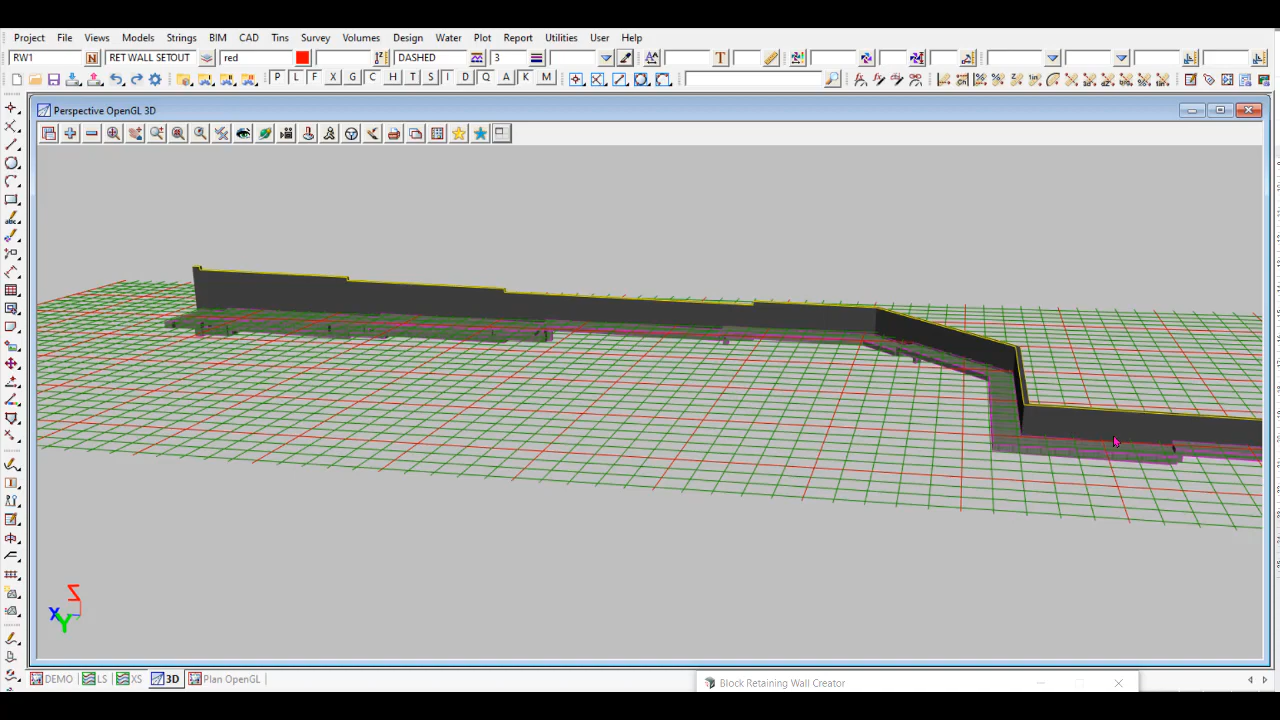 Project File Views Models Strings BIM CAD Tins Survey Volumes Drainage Design Water Plot Report Utilities User Help
RW1 N RET WALL SETOUT red DASHED 3 T
P L F X G C H T S I D Q A K M
Perspective OpenGL 3D
Z
X
Y
DEMO LS XS 3D Plan OpenGL
Block Retaining Wall Creator